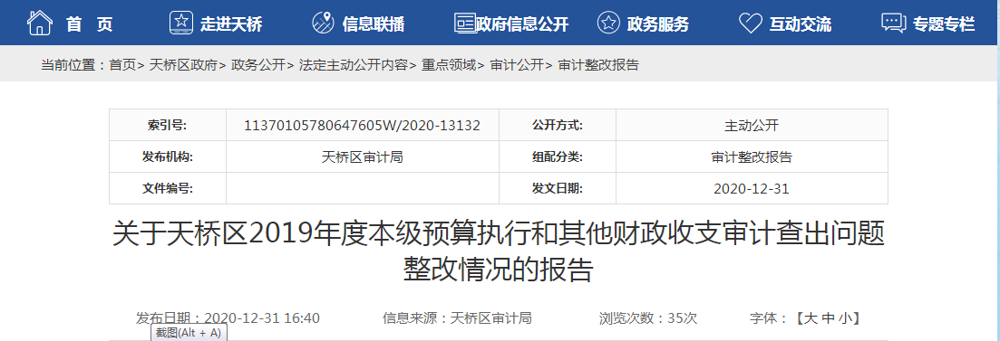 首 页 走进天桥 信息联播 政府信息公开 政务服务 互动交流 专题专栏
当前位置：首页> 天桥区政府> 政务公开> 法定主动公开内容> 重点领域> 审计公开> 审计整改报告
索引号: 11370105780647605W/2020-13132 公开方式: 主动公开
发布机构: 天桥区审计局 组配分类: 审计整改报告
文件编号: 发文日期: 2020-12-31
关于天桥区2019年度本级预算执行和其他财政收支审计查出问题
整改情况的报告
发布日期：2020-12-31 16:40 信息来源：天桥区审计局 浏览次数：35次 字体：【大 中 小】
截图(Alt + A)